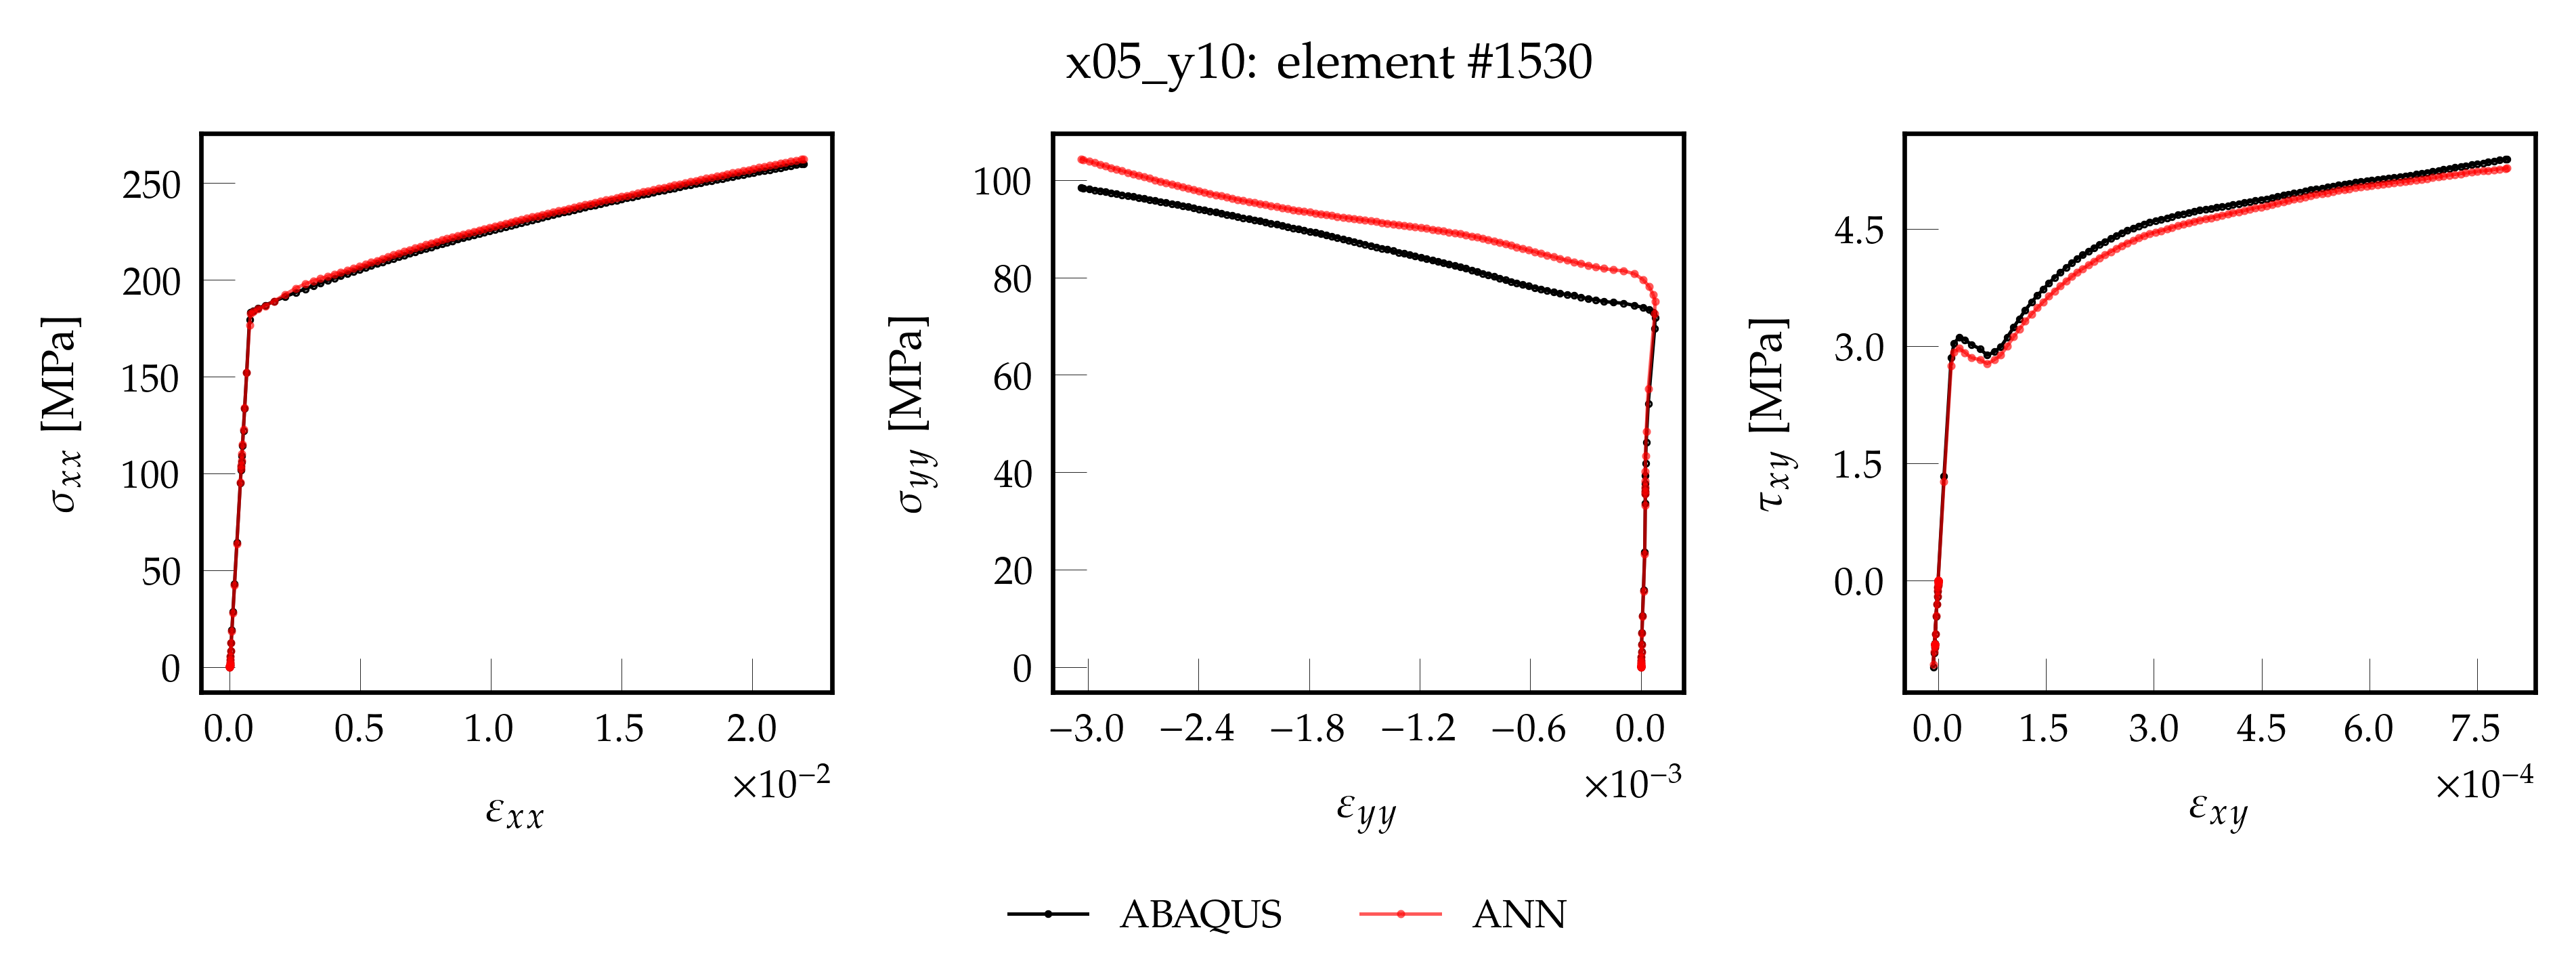 x05_y10: element #1530
σxx [MPa]
250
200
150
100
50
0
0.0 0.5 1.0 1.5 2.0
×10−2
εxx
σyy [MPa]
100
80
60
40
20
0
−3.0 −2.4 −1.8 −1.2 −0.6 0.0
×10−3
εyy
τxy [MPa]
4.5
3.0
1.5
0.0
0.0 1.5 3.0 4.5 6.0 7.5
×10−4
εxy
ABAQUS ANN